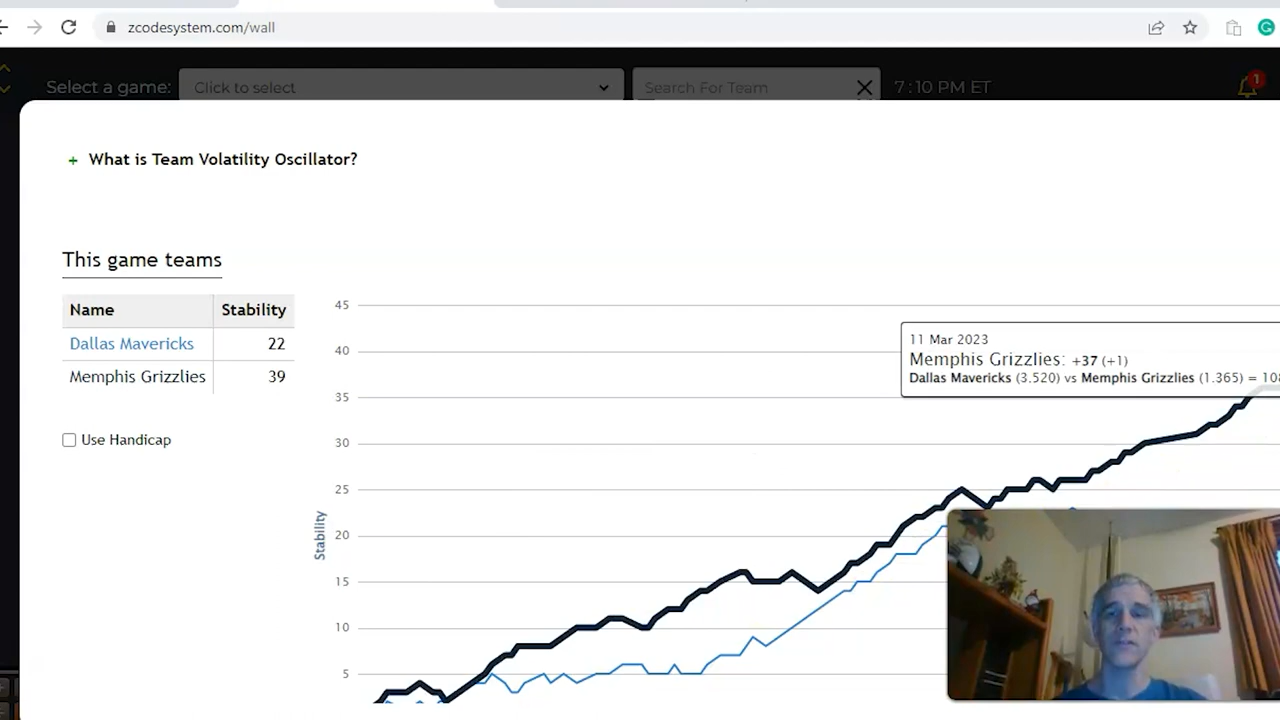 zcodesystem.com/wall
Select a game: Click to select Search For Team 7:10 PM ET
1
+ What is Team Volatility Oscillator?
This game teams
Name Stability
Dallas Mavericks 22
Memphis Grizzlies 39
Use Handicap
Stability
45
40
35
30
25
20
15
10
5
11 Mar 2023
Memphis Grizzlies: +37 (+1)
Dallas Mavericks (3.520) vs Memphis Grizzlies (1.365) = 108